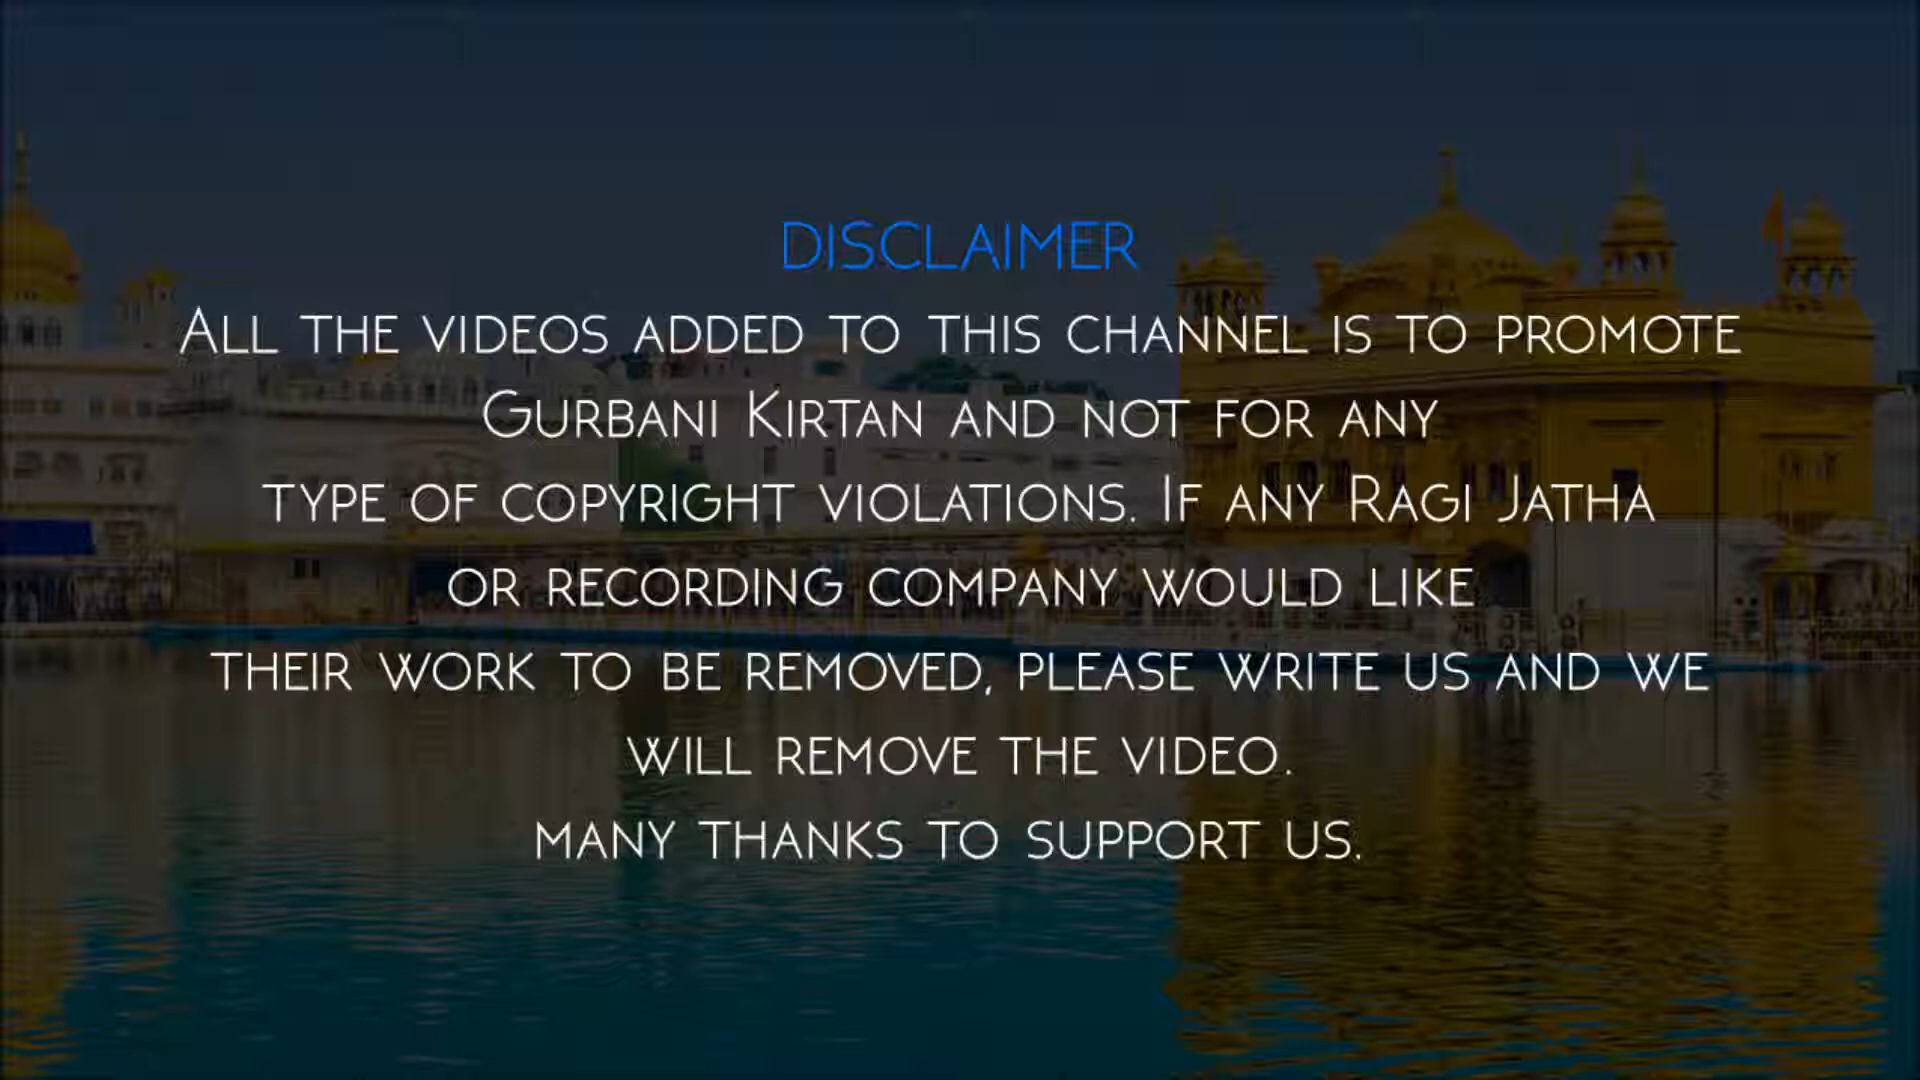 DISCLAIMER
All the videos added to this channel is to promote
Gurbani Kirtan and not for any
type of copyright violations. If any Ragi Jatha
or recording company would like
their work to be removed, please write us and we
will remove the video.
many thanks to support us.